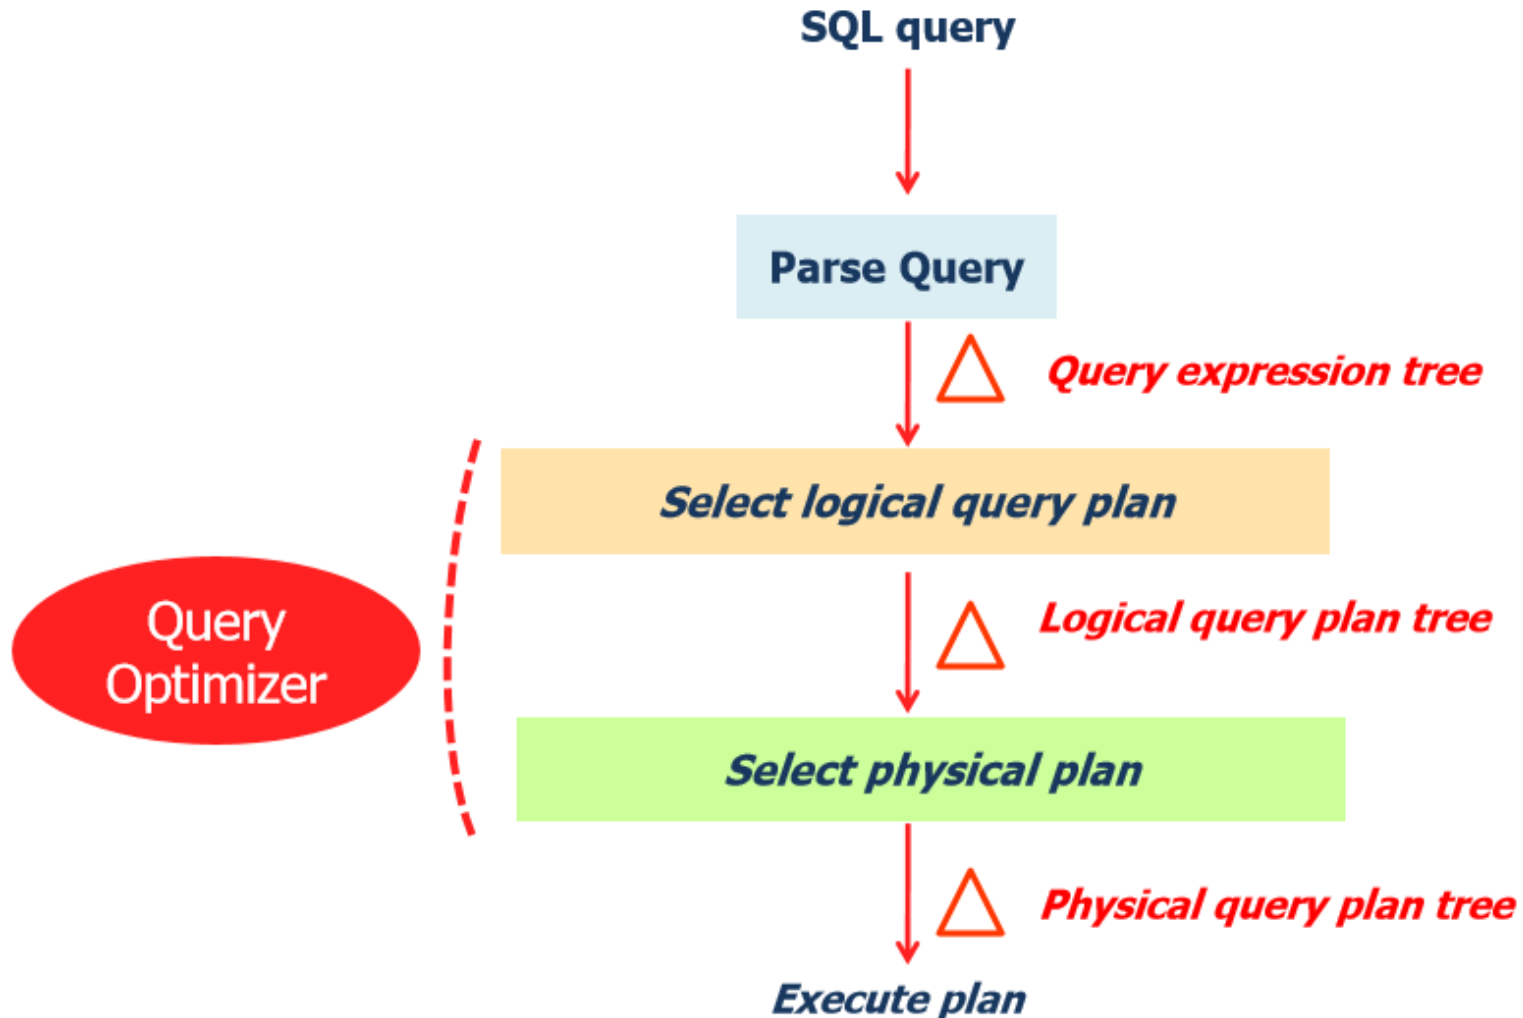 SQL query
Parse Query
Query expression tree
Select logical query plan
Query
Optimizer
Logical query plan tree
Select physical plan
Physical query plan tree
Execute plan